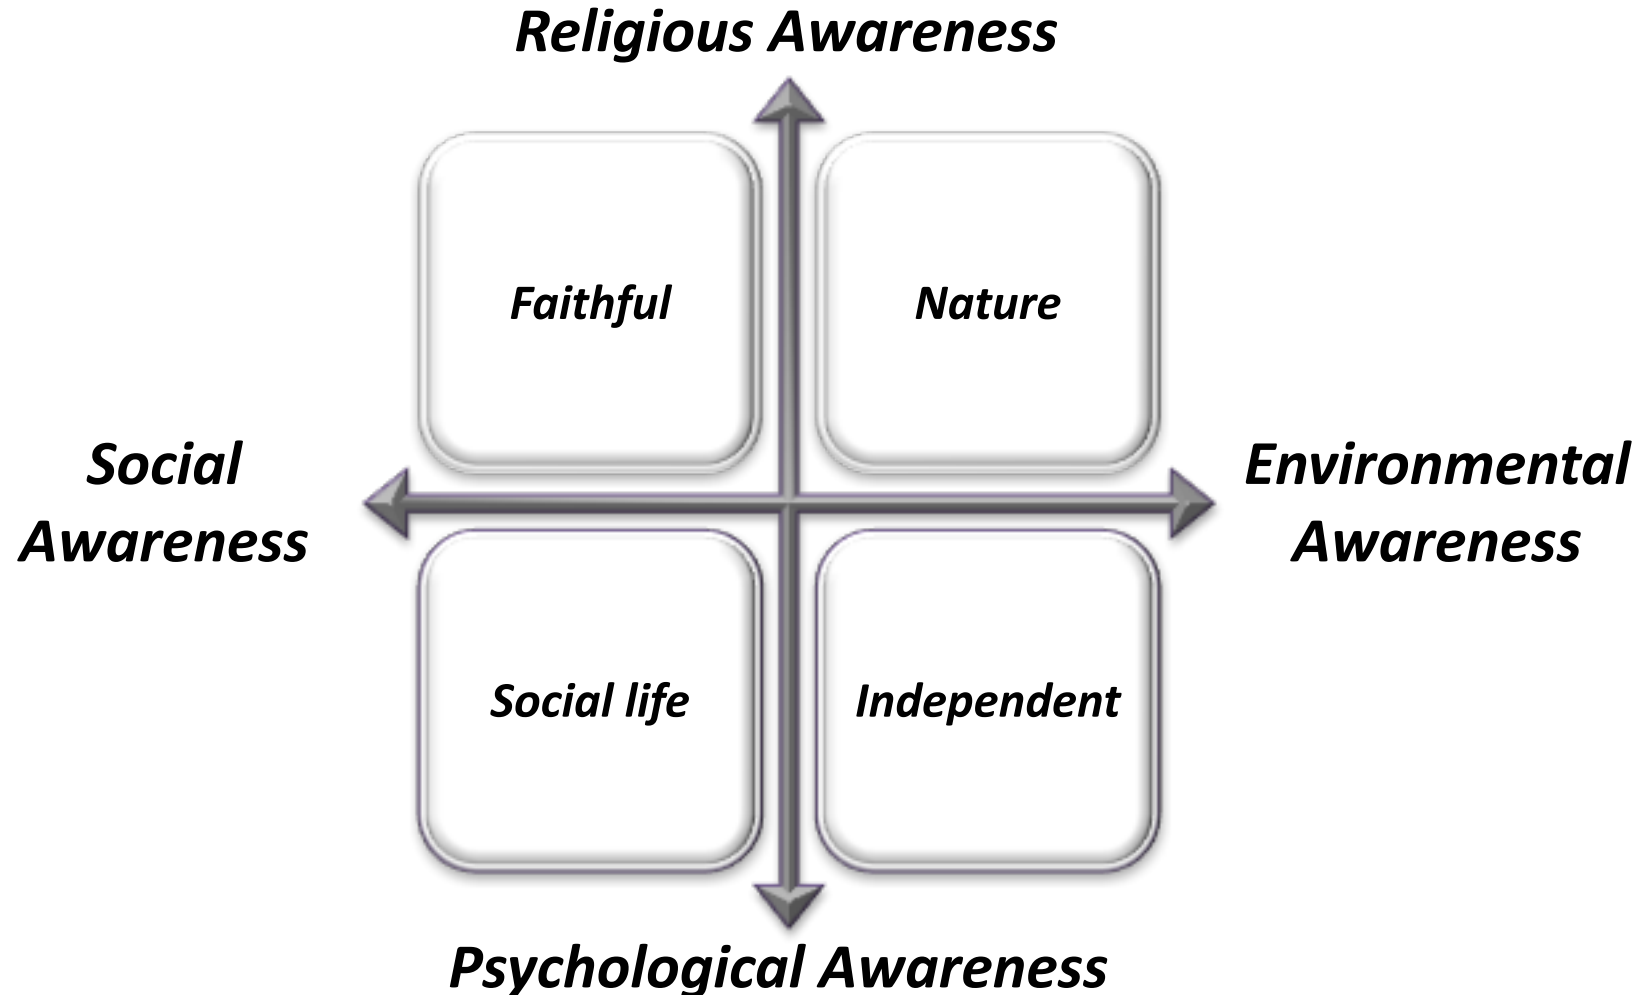 Religious Awareness
Faithful
Nature
Social
Awareness
Environmental
Awareness
Social life
Independent
Psychological Awareness